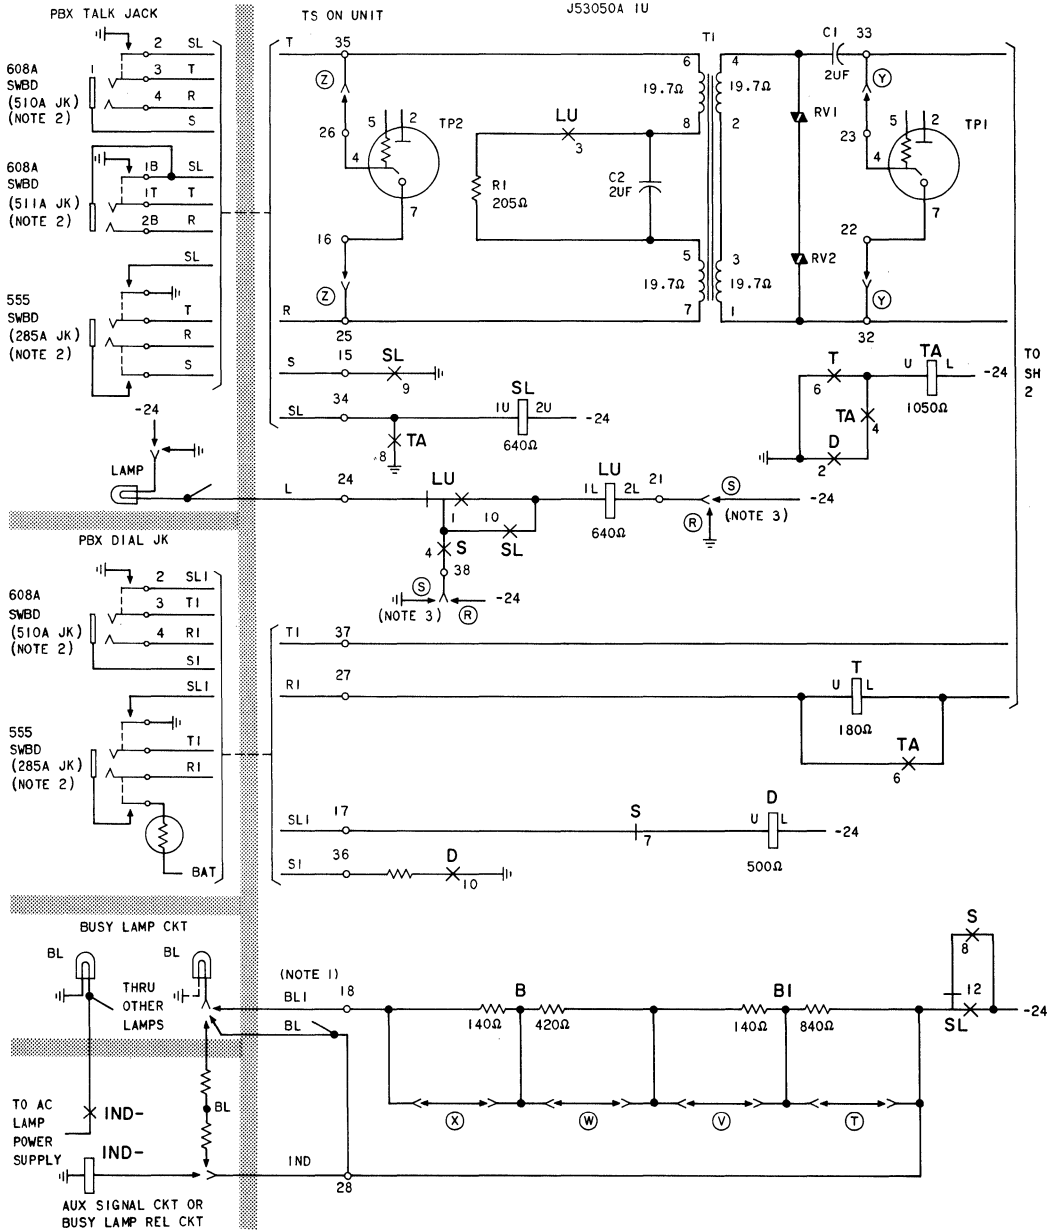 J53050A 1U
PBX TALK JACK
TS ON UNIT
2 SL
3 T
4 R
S
1
608A
SWBD
(510A JK)
(NOTE 2)
1B SL
1T T
2B R
608A
SWBD
(511A JK)
(NOTE 2)
SL
T
R
S
555
SWBD
(285A JK)
(NOTE 2)
-24
LAMP
T 35
Z
26
5 2
TP2
4
7
16
Z
R 25
LU
3
R1
205Ω
C2
2UF
T1
6 4
19.7Ω 19.7Ω
8 2
5 3
19.7Ω 19.7Ω
7 1
C1
2UF
33
RV1
RV2
Y
23
5 2
TP1
4
7
22
Y
32
TO
SH
2
S 15 SL
9
SL 34
TA
8
SL
1U 2U
-24
640Ω
T
6
TA
U L
-24
1050Ω
TA
4
D
2
L 24
LU
1
10
SL
S
4
38
S
R
-24
(NOTE 3)
LU
1L 2L
640Ω
21
S
-24
R
(NOTE 3)
PBX DIAL JK
2 SL1
3 T1
4 R1
S1
608A
SWBD
(510A JK)
(NOTE 2)
SL1
T1
R1
555
SWBD
(285A JK)
(NOTE 2)
BAT
T1 37
R1 27
T
U L
180Ω
TA
6
SL1 17
S
7
D
U L
-24
500Ω
S1 36
D
10
BUSY LAMP CKT
BL
BL
THRU
OTHER
LAMPS
(NOTE 1)
BL1 18
BL
B
140Ω 420Ω
B1
140Ω 840Ω
S
8
12
SL
-24
X
W
V
T
TO AC
LAMP
POWER
SUPPLY
IND-
IND-
BL
IND
28
AUX SIGNAL CKT OR
BUSY LAMP REL CKT